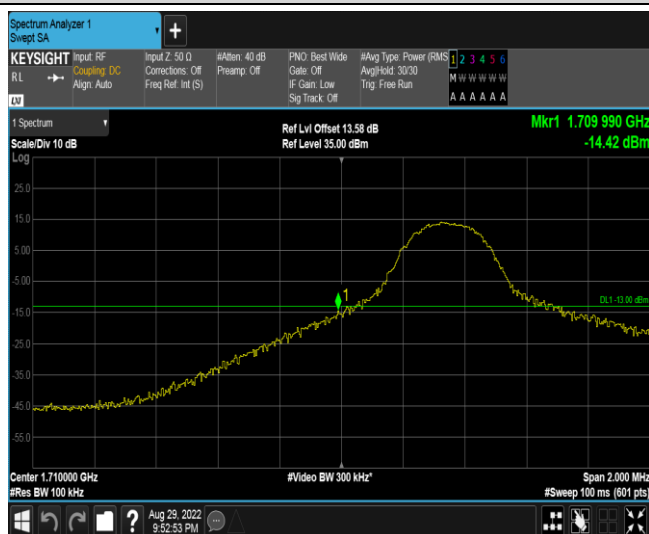 Spectrum Analyzer 1
Swept SA
KEYSIGHT
RL
Input: RF
Coupling: DC
Align: Auto
Input Z: 50 Ω
Corrections: Off
Freq Ref: Int (S)
#Atten: 40 dB
Preamp: Off
PNO: Best Wide
Gate: Off
IF Gain: Low
Sig Track: Off
#Avg Type: Power (RMS
Avg|Hold: 30/30
Trig: Free Run
1 2 3 4 5 6
M W W W W W
A A A A A A
1 Spectrum
Scale/Div 10 dB
Ref Lvl Offset 13.58 dB
Ref Level 35.00 dBm
Mkr1 1.709 990 GHz
-14.42 dBm
Log
25.0
15.0
5.00
-5.00
1
DL1 -13.00 dBm
-15.0
-25.0
-35.0
-45.0
-55.0
Center 1.710000 GHz
#Video BW 300 kHz*
Span 2.000 MHz
#Res BW 100 kHz
#Sweep 100 ms (601 pts)
?
Aug 29, 2022
9:52:53 PM